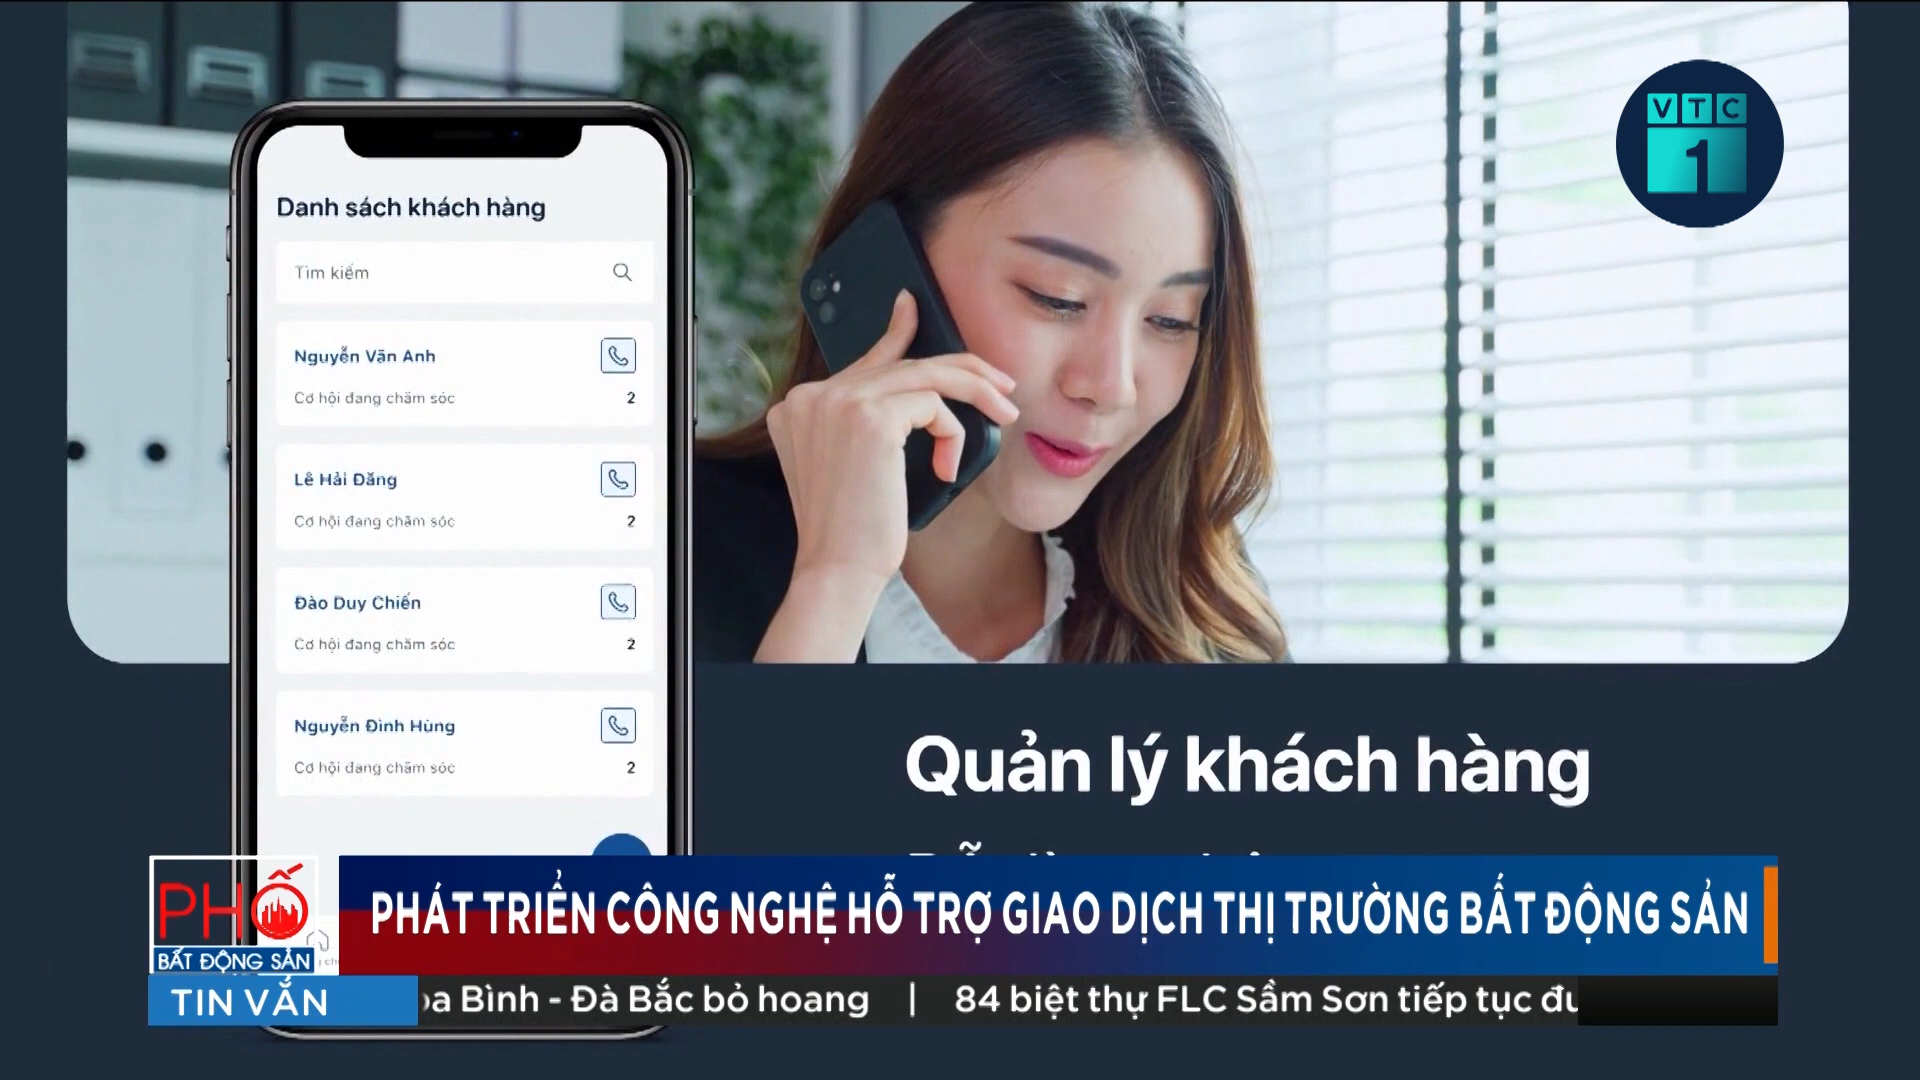 VTC
1
Danh sách khách hàng
Tìm kiếm
Nguyễn Văn Anh
Cơ hội đang chăm sóc 2
Lê Hải Đăng
Cơ hội đang chăm sóc 2
Đào Duy Chiến
Cơ hội đang chăm sóc 2
Nguyễn Đình Hùng
Cơ hội đang chăm sóc 2
Quản lý khách hàng
PHỐ
BẤT ĐỘNG SẢN
PHÁT TRIỂN CÔNG NGHỆ HỖ TRỢ GIAO DỊCH THỊ TRƯỜNG BẤT ĐỘNG SẢN
TIN VẮN
Bình - Đà Bắc bỏ hoang | 84 biệt thự FLC Sầm Sơn tiếp tục